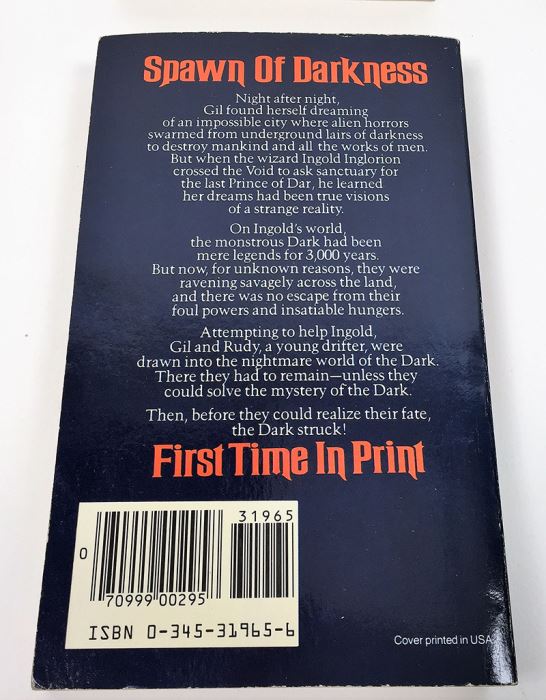 Spawn Of Darkness
Night after night,
Gil found herself dreaming
of an impossible city where alien horrors
swarmed from underground lairs of darkness
to destroy mankind and all the works of men.
But when the wizard Ingold Inglorion
crossed the Void to ask sanctuary for
the last Prince of Dar, he learned
her dreams had been true visions
of a strange reality.
On Ingold's world,
the monstrous Dark had been
mere legends for 3,000 years.
But now, for unknown reasons, they were
ravening savagely across the land,
and there was no escape from their
foul powers and insatiable hungers.
Attempting to help Ingold,
Gil and Rudy, a young drifter, were
drawn into the nightmare world of the Dark.
There they had to remain—unless they
could solve the mystery of the Dark.
Then, before they could realize their fate,
the Dark struck!
First Time In Print
31965
0
70999 00295
ISBN 0-345-31965-6
Cover printed in USA